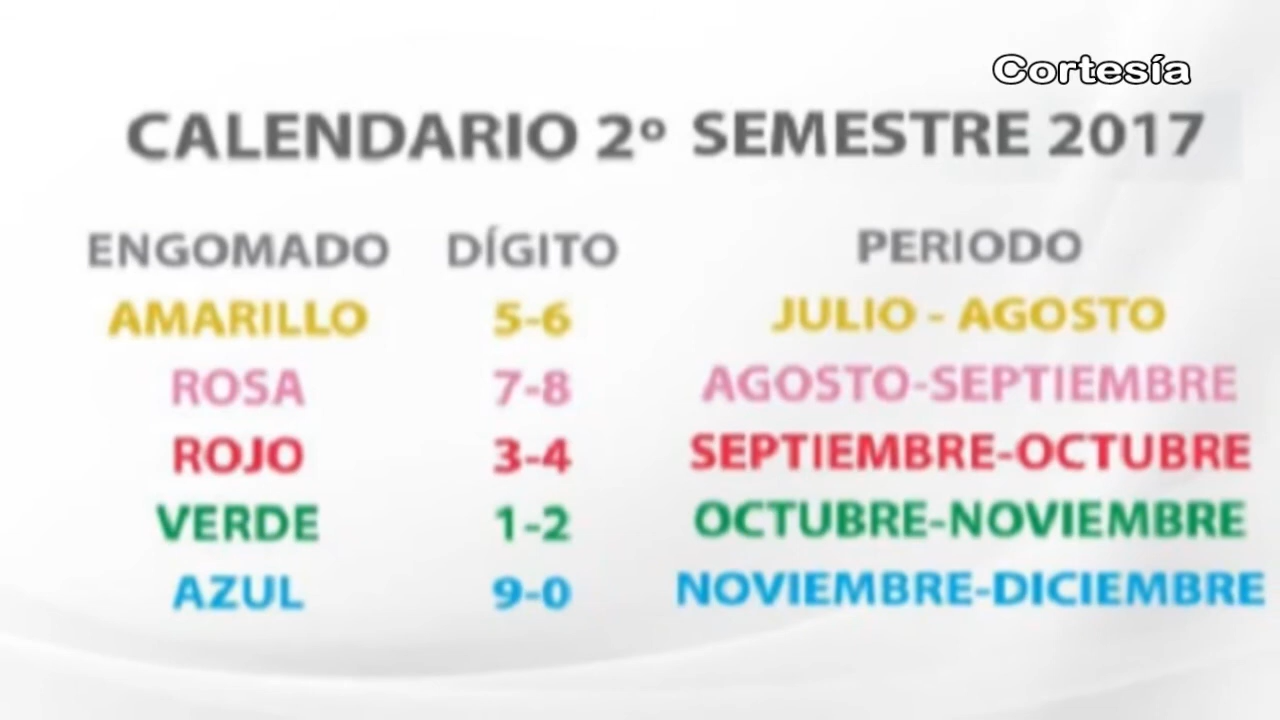 Cortesía
CALENDARIO 2º SEMESTRE 2017
ENGOMADO DÍGITO PERIODO
AMARILLO 5-6 JULIO - AGOSTO
ROSA 7-8 AGOSTO-SEPTIEMBRE
ROJO 3-4 SEPTIEMBRE-OCTUBRE
VERDE 1-2 OCTUBRE-NOVIEMBRE
AZUL 9-0 NOVIEMBRE-DICIEMBRE